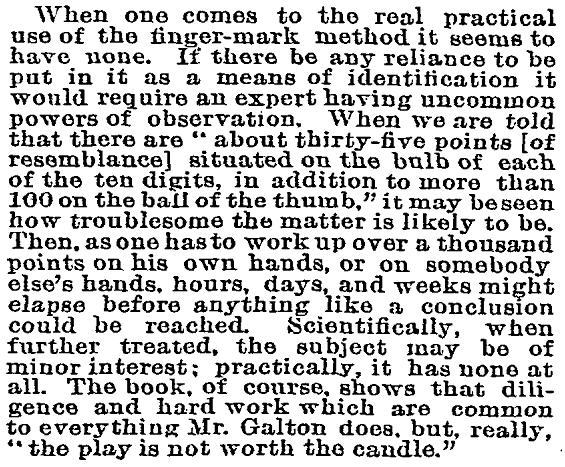 When one comes to the real practical
use of the finger-mark method it seems to
have none. If there be any reliance to be
put in it as a means of identification it
would require an expert having uncommon
powers of observation. When we are told
that there are "about thirty-five points [of
resemblance] situated on the bulb of each
of the ten digits, in addition to more than
100 on the ball of the thumb," it may be seen
how troublesome the matter is likely to be.
Then, as one has to work up over a thousand
points on his own hands, or on somebody
else's hands, hours, days, and weeks might
elapse before anything like a conclusion
could be reached. Scientifically, when
further treated, the subject may be of
minor interest; practically, it has none at
all. The book, of course, shows that dili-
gence and hard work which are common
to everything Mr. Galton does, but, really,
"the play is not worth the candle."